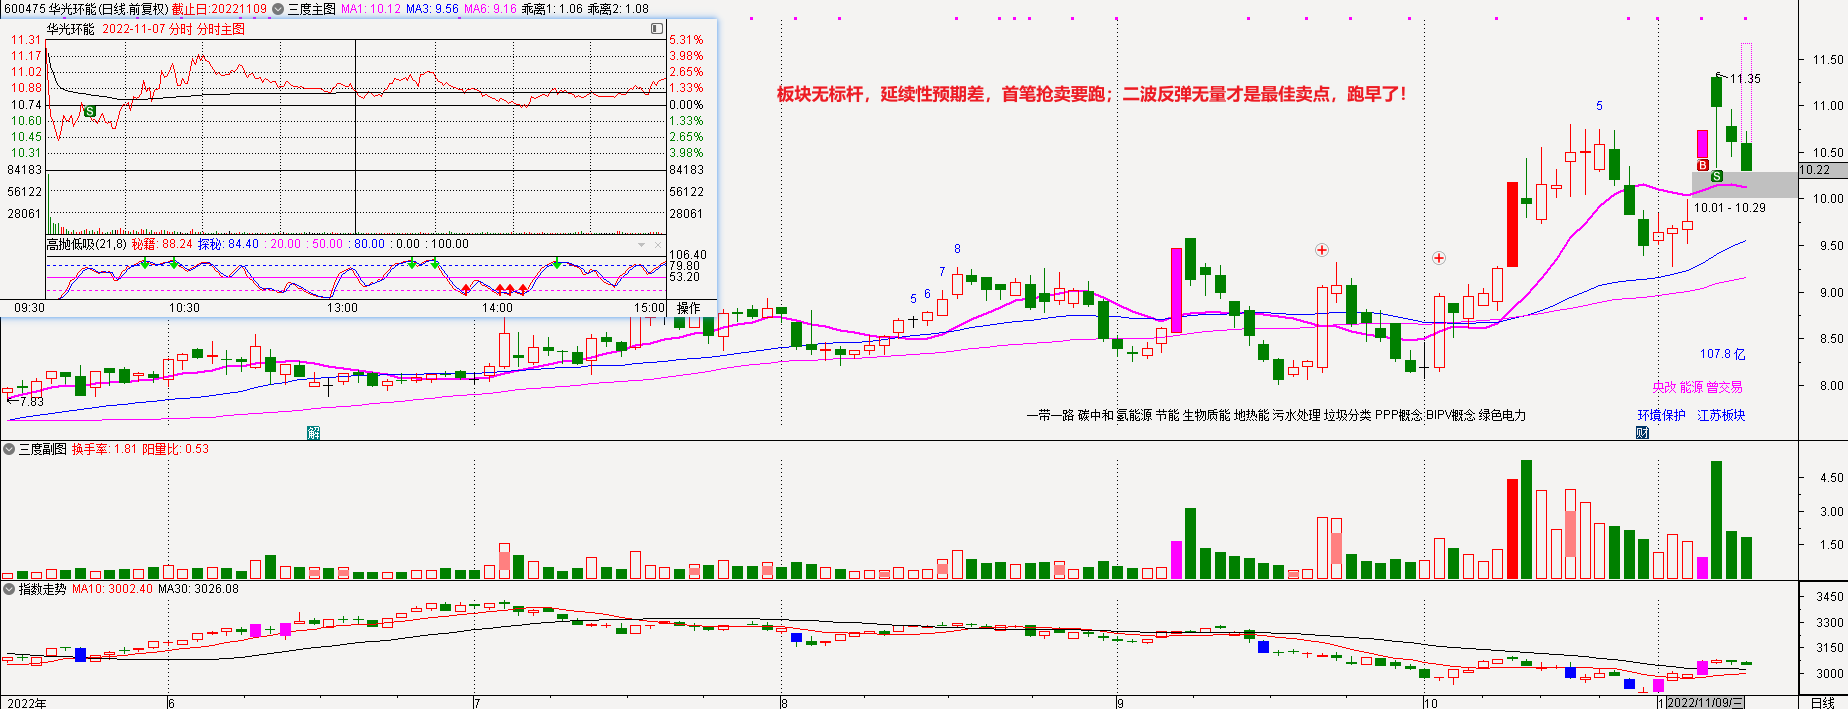 600475 华光环能(日线.前复权) 截止日:20221109 三度主图 MA1: 10.12 MA3: 9.56 MA6: 9.16 乖离1: 1.06 乖离2: 1.08
华光环能 2022-11-07 分时 分时主图
11.31 5.31%
11.17 3.98%
11.02 2.65%
10.88 1.33%
10.74 0.00%
10.60 1.33%
10.45 2.65%
10.31 3.98%
84183 84183
56122 56122
28061 28061
S
高抛低吸(21,8) 秘籍: 88.24 探秘: 84.40 : 20.00 : 50.00 : 80.00 : 0.00 : 100.00
106.40
79.80
53.20
09:30 10:30 13:00 14:00 15:00 操作
板块无标杆，延续性预期差，首笔抢卖要跑；二波反弹无量才是最佳卖点，跑早了！
11.50
11.00
10.50
10.22
10.00
9.50
9.00
8.50
8.00
11.35
5
B
S
10.01 - 10.29
8
7
5 6
7.83
107.8 亿
央改 能源 曾交易
一带一路 碳中和 氢能源 节能 生物质能 地热能 污水处理 垃圾分类 PPP概念 BIPV概念 绿色电力
环境保护 江苏板块
解
财
三度副图 换手率: 1.81 阳量比: 0.53
4.50
3.00
1.50
指数走势 MA10: 3002.40 MA30: 3026.08
3450
3300
3150
3000
2022年 6 7 8 9 10 1 2022/11/09/三 日线